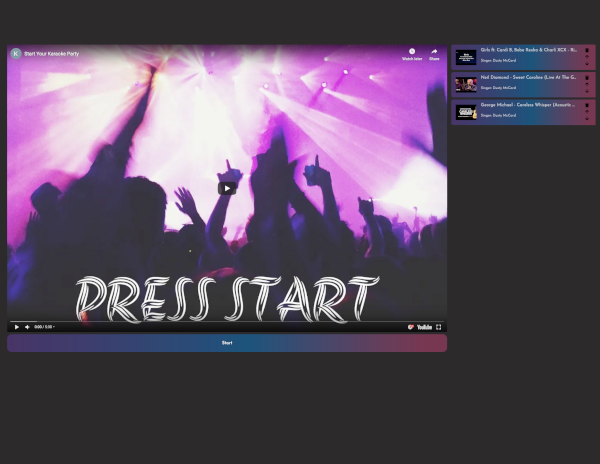 K Start Your Karaoke Party
Watch later
Share
PRESS START
0:00 / 5:00
YouTube
Start
Girls ft. Cardi B, Bebe Rexha & Charli XCX - Ri...
Singer: Dusty McCord
Neil Diamond - Sweet Caroline (Live At The G...
Singer: Dusty McCord
George Michael - Careless Whisper (Acoustic ...
Singer: Dusty McCord